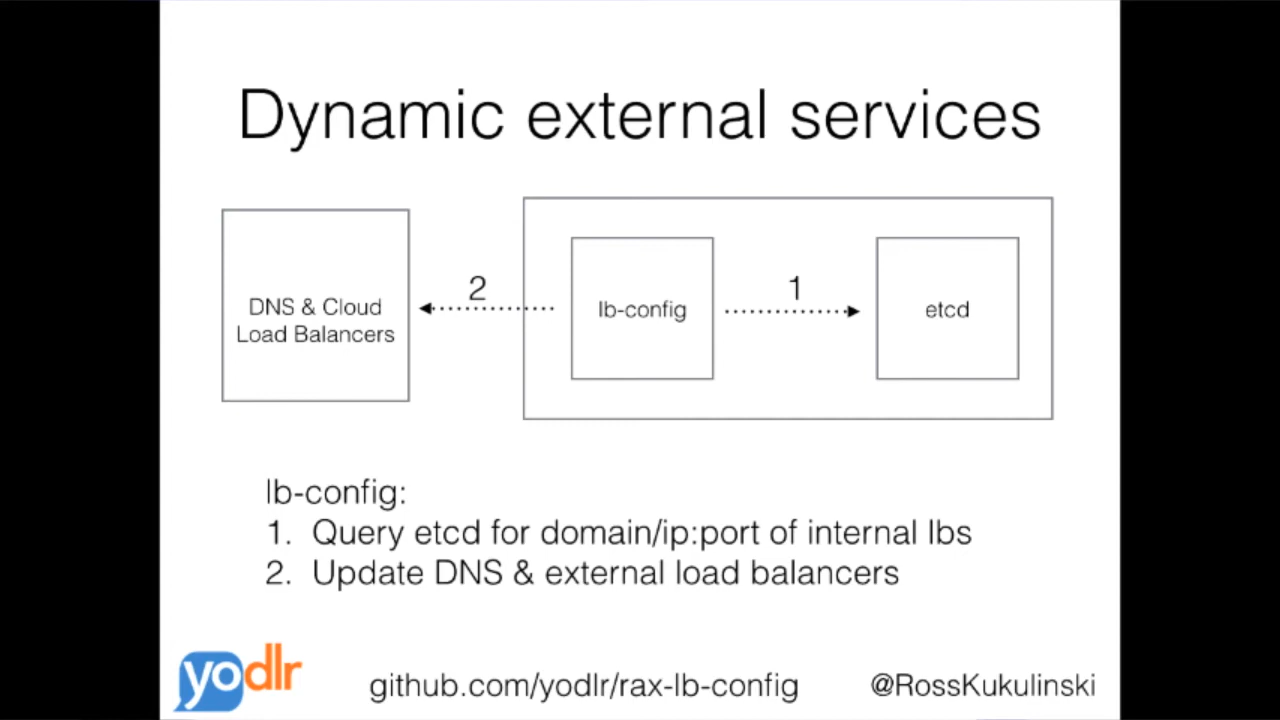 Dynamic external services
DNS & Cloud
Load Balancers
2
lb-config
1
etcd
lb-config:
1. Query etcd for domain/ip:port of internal lbs
2. Update DNS & external load balancers
yodlr
github.com/yodlr/rax-lb-config
@RossKukulinski